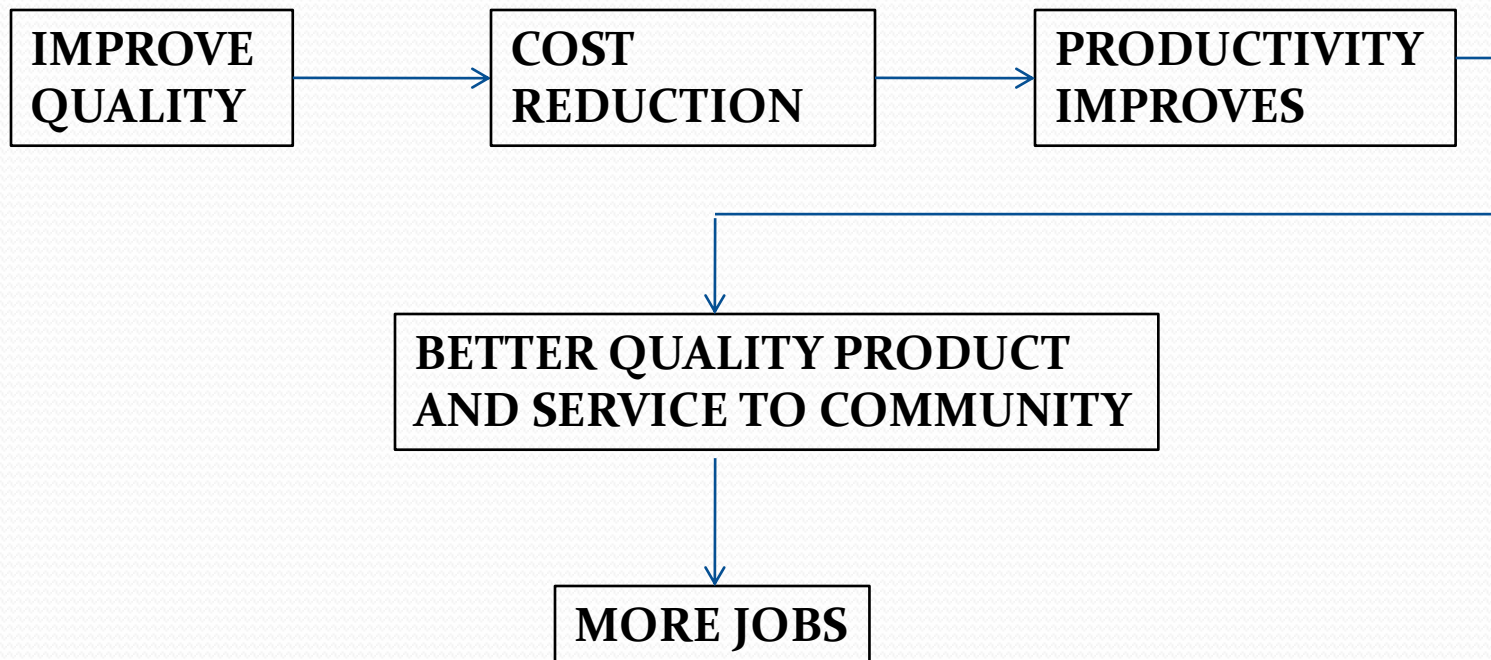 IMPROVE
QUALITY
COST
REDUCTION
PRODUCTIVITY
IMPROVES
BETTER QUALITY PRODUCT
AND SERVICE TO COMMUNITY
MORE JOBS